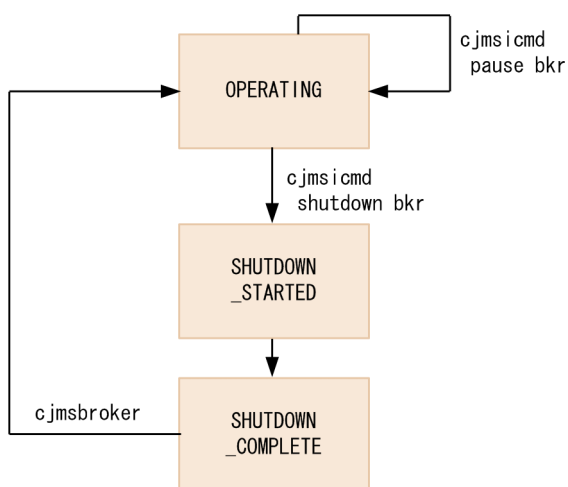 cjmsicmd
pause bkr
OPERATING
cjmsicmd
shutdown bkr
SHUTDOWN
_STARTED
cjmsbroker
SHUTDOWN
_COMPLETE